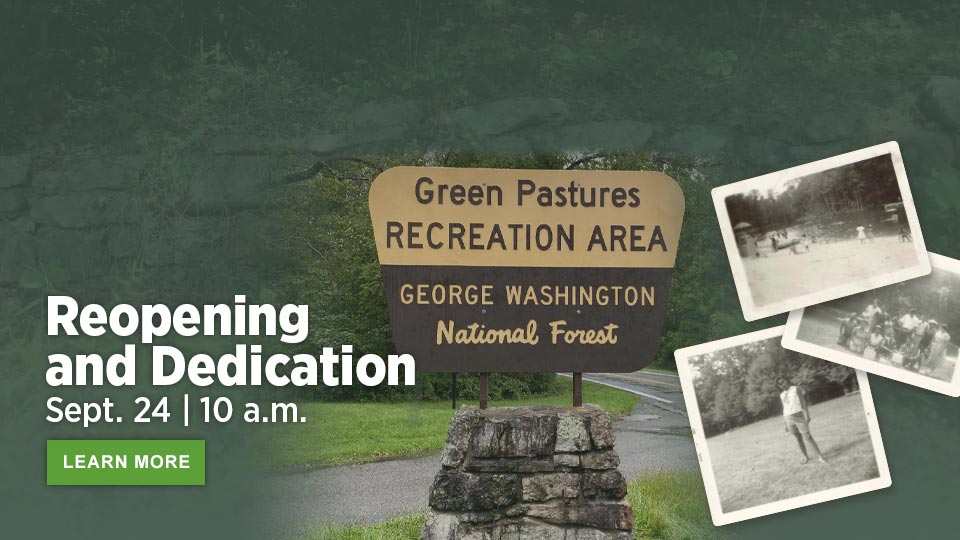 Green Pastures
RECREATION AREA
GEORGE WASHINGTON
National Forest
Reopening
and Dedication
Sept. 24 | 10 a.m.
LEARN MORE